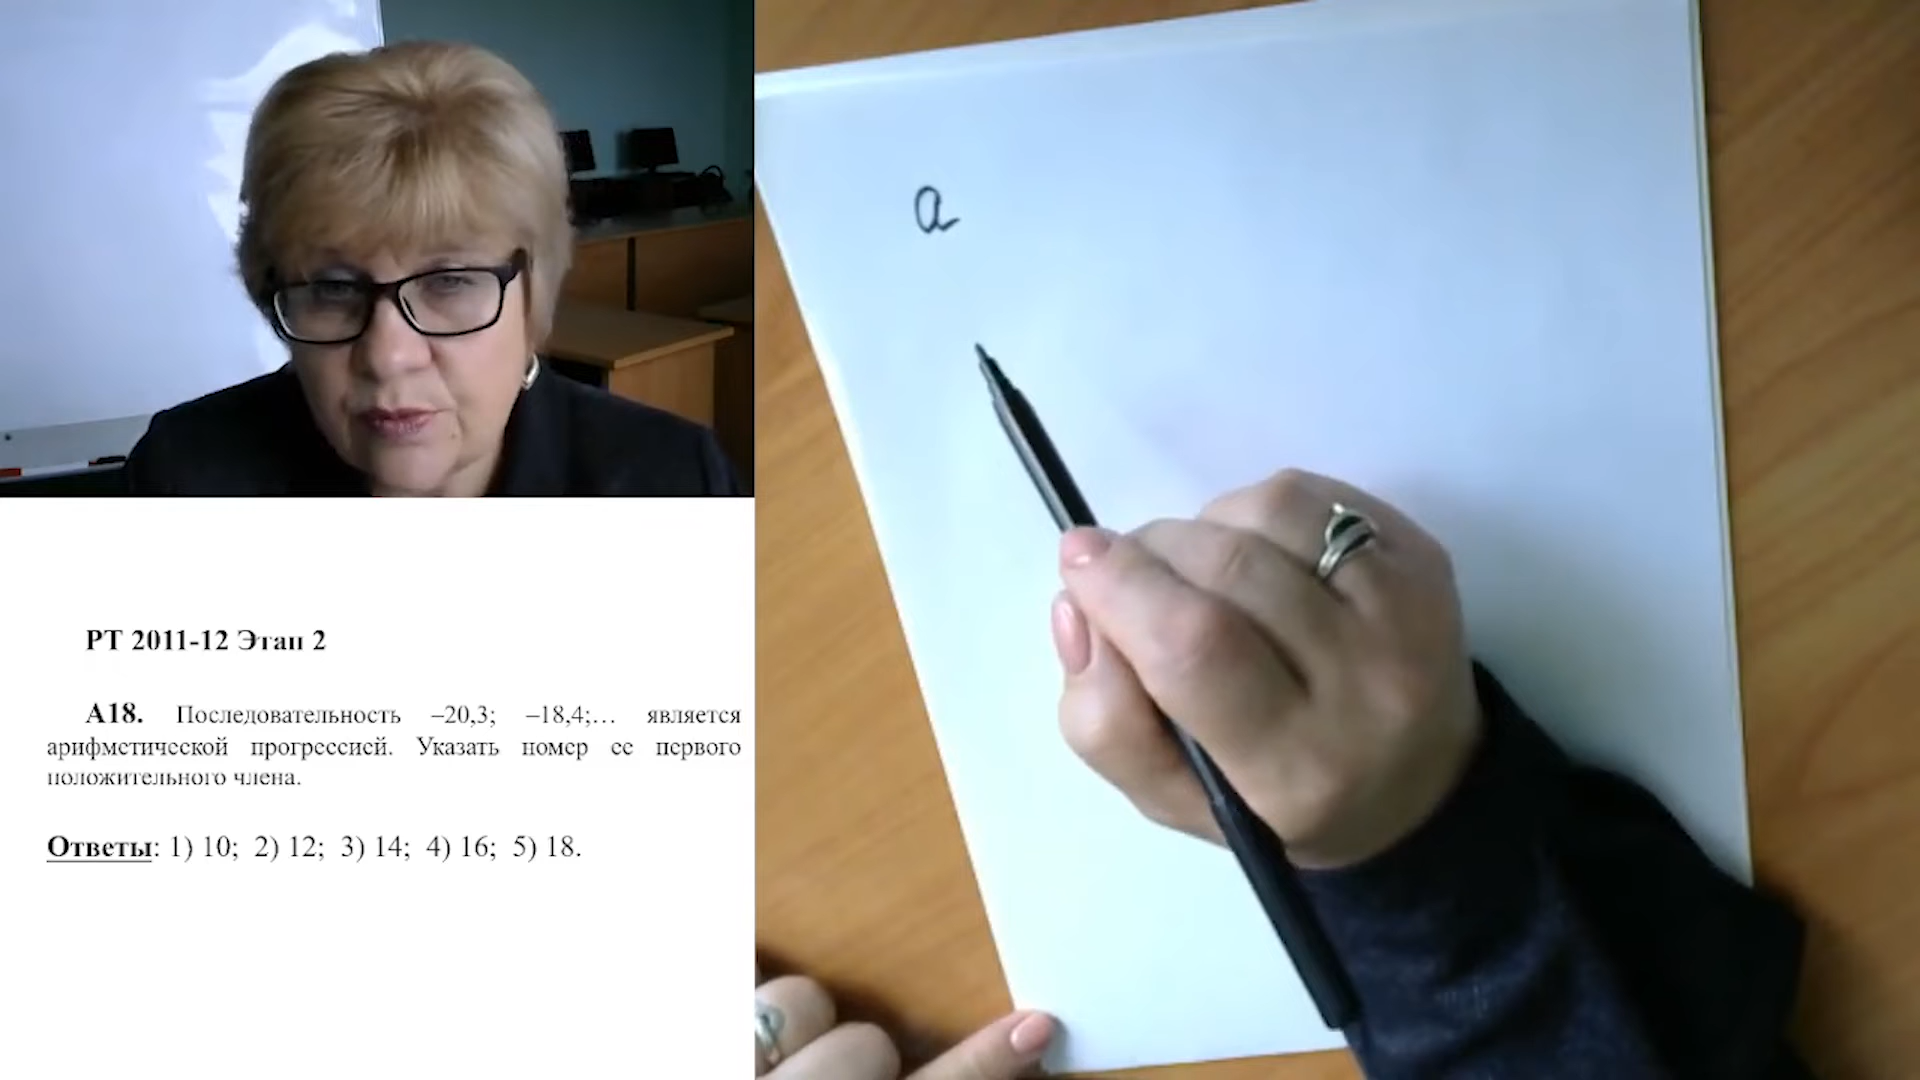 РТ 2011-12 Этап 2
А18. Последовательность –20,3; –18,4;… является
арифметической прогрессией. Указать номер ее первого
положительного члена.
Ответы: 1) 10; 2) 12; 3) 14; 4) 16; 5) 18.
a